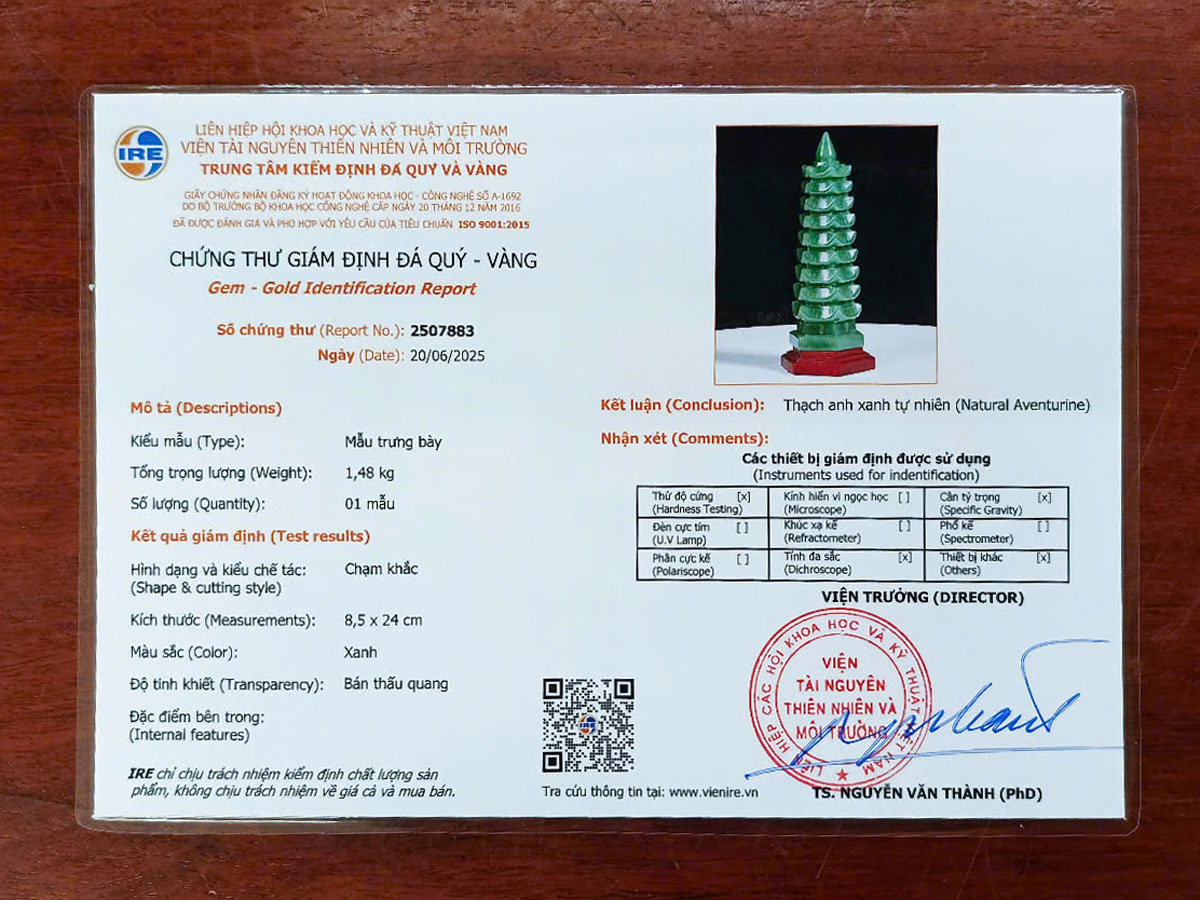 IRE
LIÊN HIỆP HỘI KHOA HỌC VÀ KỸ THUẬT VIỆT NAM
VIỆN TÀI NGUYÊN THIÊN NHIÊN VÀ MÔI TRƯỜNG
TRUNG TÂM KIỂM ĐỊNH ĐÁ QUÝ VÀ VÀNG
GIẤY CHỨNG NHẬN ĐĂNG KÝ HOẠT ĐỘNG KHOA HỌC - CÔNG NGHỆ SỐ A-1692
DO BỘ TRƯỞNG BỘ KHOA HỌC CÔNG NGHỆ CẤP NGÀY 20 THÁNG 12 NĂM 2016
ĐÃ ĐƯỢC ĐÁNH GIÁ VÀ PHÙ HỢP VỚI YÊU CẦU CỦA TIÊU CHUẨN ISO 9001:2015
CHỨNG THƯ GIÁM ĐỊNH ĐÁ QUÝ - VÀNG
Gem - Gold Identification Report
Số chứng thư (Report No.): 2507883
Ngày (Date): 20/06/2025
Mô tả (Descriptions)
Kiểu mẫu (Type): Mẫu trưng bày
Tổng trọng lượng (Weight): 1,48 kg
Số lượng (Quantity): 01 mẫu
Kết quả giám định (Test results)
Hình dạng và kiểu chế tác: Chạm khắc
(Shape & cutting style)
Kích thước (Measurements): 8,5 x 24 cm
Màu sắc (Color): Xanh
Độ tinh khiết (Transparency): Bán thấu quang
Đặc điểm bên trong:
(Internal features)
IRE chỉ chịu trách nhiệm kiểm định chất lượng sản
phẩm, không chịu trách nhiệm về giá cả và mua bán.
Kết luận (Conclusion): Thạch anh xanh tự nhiên (Natural Aventurine)
Nhận xét (Comments):
Các thiết bị giám định được sử dụng
(Instruments used for indentification)
Thử độ cứng [x] Kính hiển vi ngọc học [ ] Cân tỷ trọng [x]
(Hardness Testing) (Microscope) (Specific Gravity)
Đèn cực tím [ ] Khúc xạ kế [ ] Phổ kế [ ]
(U.V Lamp) (Refractometer) (Spectrometer)
Phân cực kế [ ] Tính đa sắc [x] Thiết bị khác [x]
(Polariscope) (Dichroscope) (Others)
VIỆN TRƯỞNG (DIRECTOR)
LIÊN HIỆP CÁC HỘI KHOA HỌC VÀ KỸ THUẬT VIỆT NAM
VIỆN
TÀI NGUYÊN
THIÊN NHIÊN VÀ
MÔI TRƯỜNG
IRE
Tra cứu thông tin tại: www.vienire.vn
TS. NGUYỄN VĂN THÀNH (PhD)